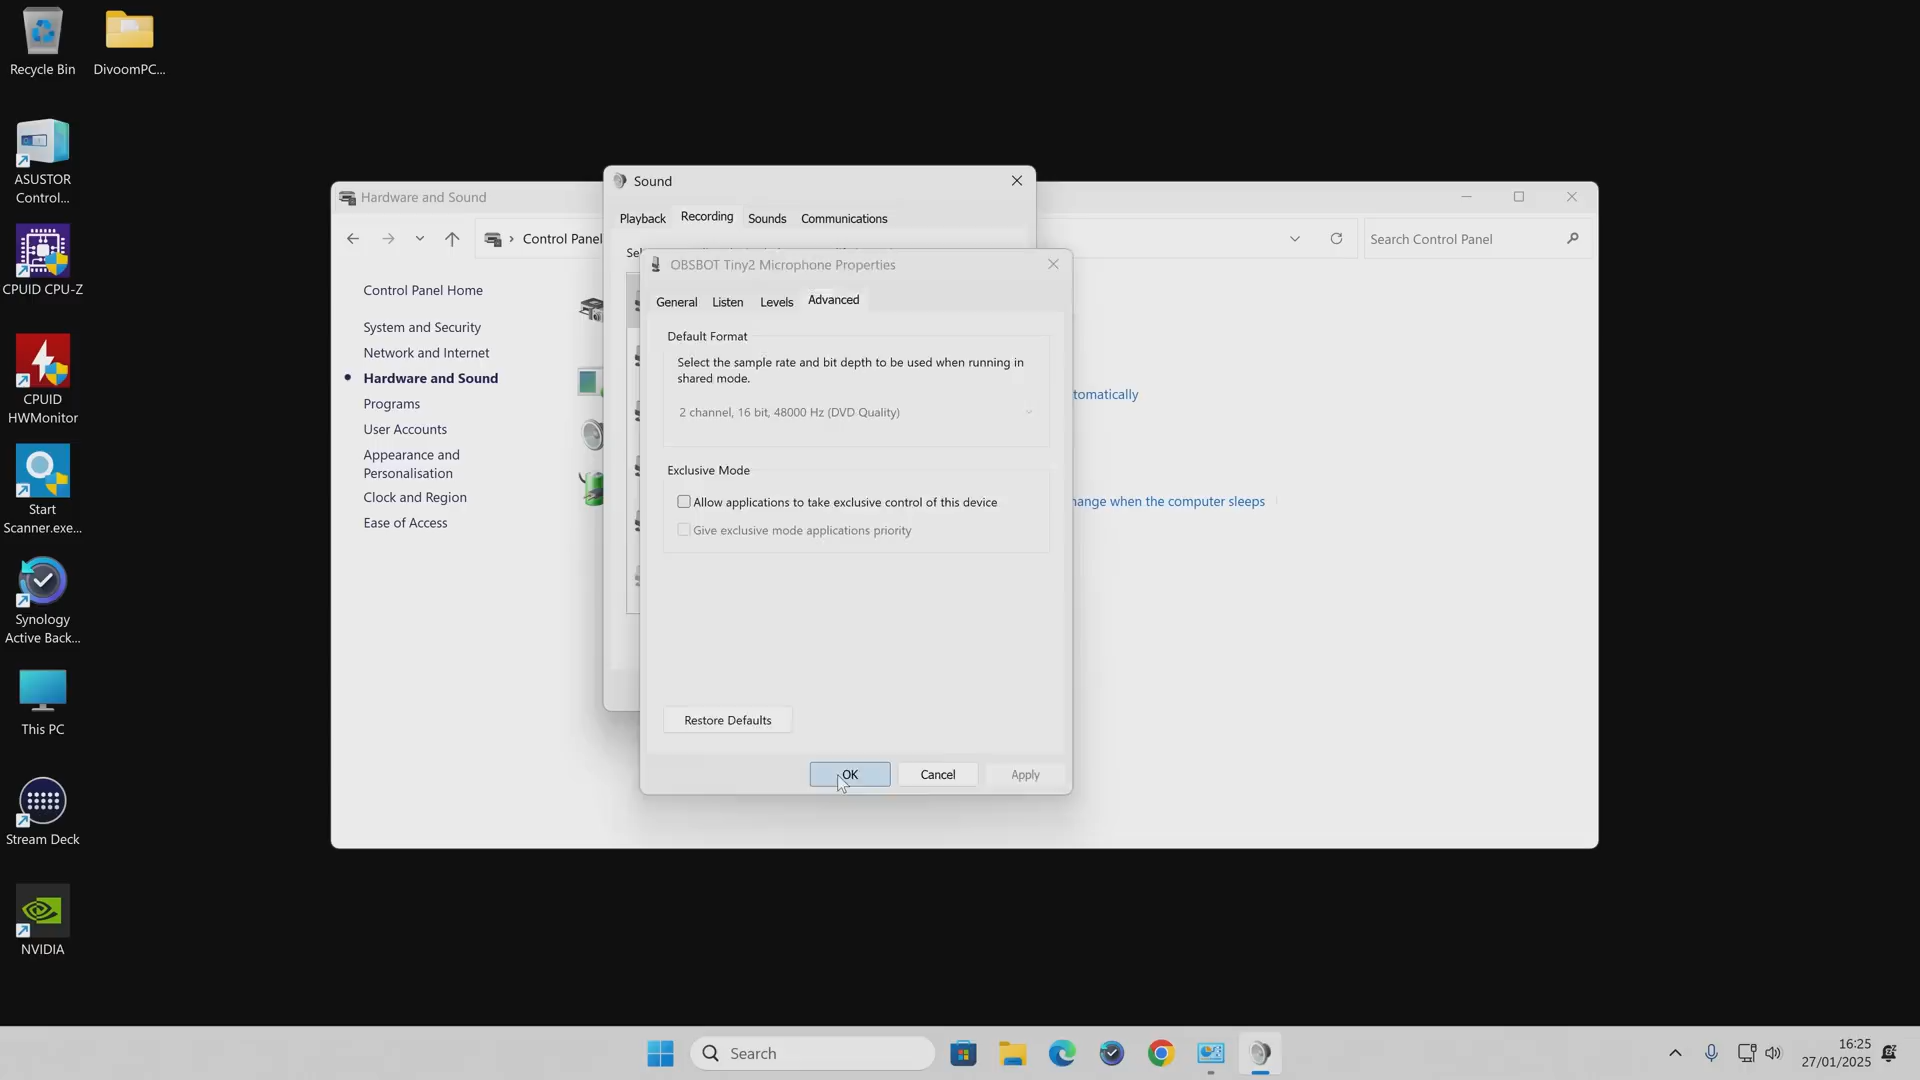 Recycle Bin
DivoomPC...
ASUSTOR
Control...
CPUID CPU-Z
CPUID
HWMonitor
Start
Scanner.exe...
Synology
Active Back...
This PC
Stream Deck
NVIDIA
Hardware and Sound
Control Panel
Search Control Panel
Control Panel Home
System and Security
Network and Internet
Hardware and Sound
Programs
User Accounts
Appearance and
Personalisation
Clock and Region
Ease of Access
tomatically
hange when the computer sleeps
Sound
Playback
Recording
Sounds
Communications
Sel
OBSBOT Tiny2 Microphone Properties
General
Listen
Levels
Advanced
Default Format
Select the sample rate and bit depth to be used when running in
shared mode.
2 channel, 16 bit, 48000 Hz (DVD Quality)
Exclusive Mode
Allow applications to take exclusive control of this device
Give exclusive mode applications priority
Restore Defaults
OK
Cancel
Apply
Search
16:25
27/01/2025